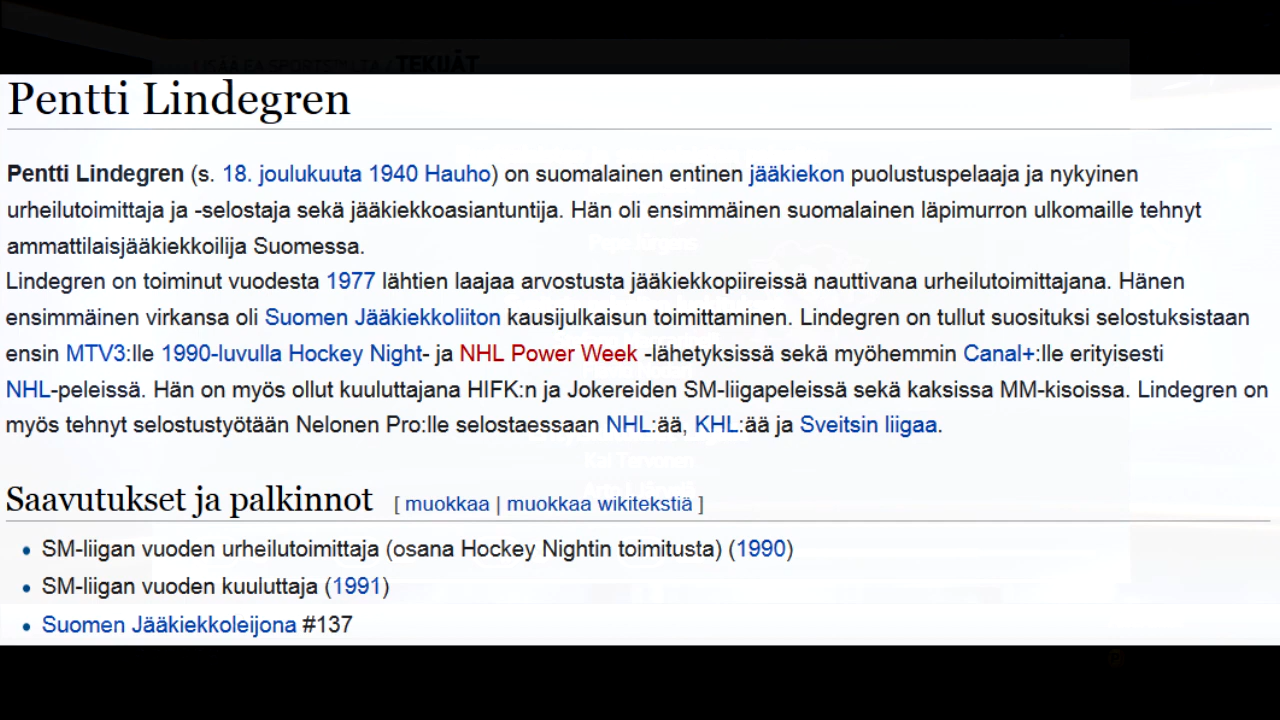 LISÄÄ EA SPORTSILTA / TEKIJÄT
Pentti Lindegren
Pentti Lindegren (s. 18. joulukuuta 1940 Hauho) on suomalainen entinen jääkiekon puolustuspelaaja ja nykyinen
urheilutoimittaja ja -selostaja sekä jääkiekkoasiantuntija. Hän oli ensimmäinen suomalainen läpimurron ulkomaille tehnyt
ammattilaisjääkiekkoilija Suomessa.
Lindegren on toiminut vuodesta 1977 lähtien laajaa arvostusta jääkiekkopiireissä nauttivana urheilutoimittajana. Hänen
ensimmäinen virkansa oli Suomen Jääkiekkoliiton kausijulkaisun toimittaminen. Lindegren on tullut suosituksi selostuksistaan
ensin MTV3:lle 1990-luvulla Hockey Night- ja NHL Power Week -lähetyksissä sekä myöhemmin Canal+:lle erityisesti
NHL-peleissä. Hän on myös ollut kuuluttajana HIFK:n ja Jokereiden SM-liigapeleissä sekä kaksissa MM-kisoissa. Lindegren on
myös tehnyt selostustyötään Nelonen Pro:lle selostaessaan NHL:ää, KHL:ää ja Sveitsin liigaa.
Kai Tervonen
Saavutukset ja palkinnot [ muokkaa | muokkaa wikitekstiä ]
• SM-liigan vuoden urheilutoimittaja (osana Hockey Nightin toimitusta) (1990)
• SM-liigan vuoden kuuluttaja (1991)
• Suomen Jääkiekkoleijona #137